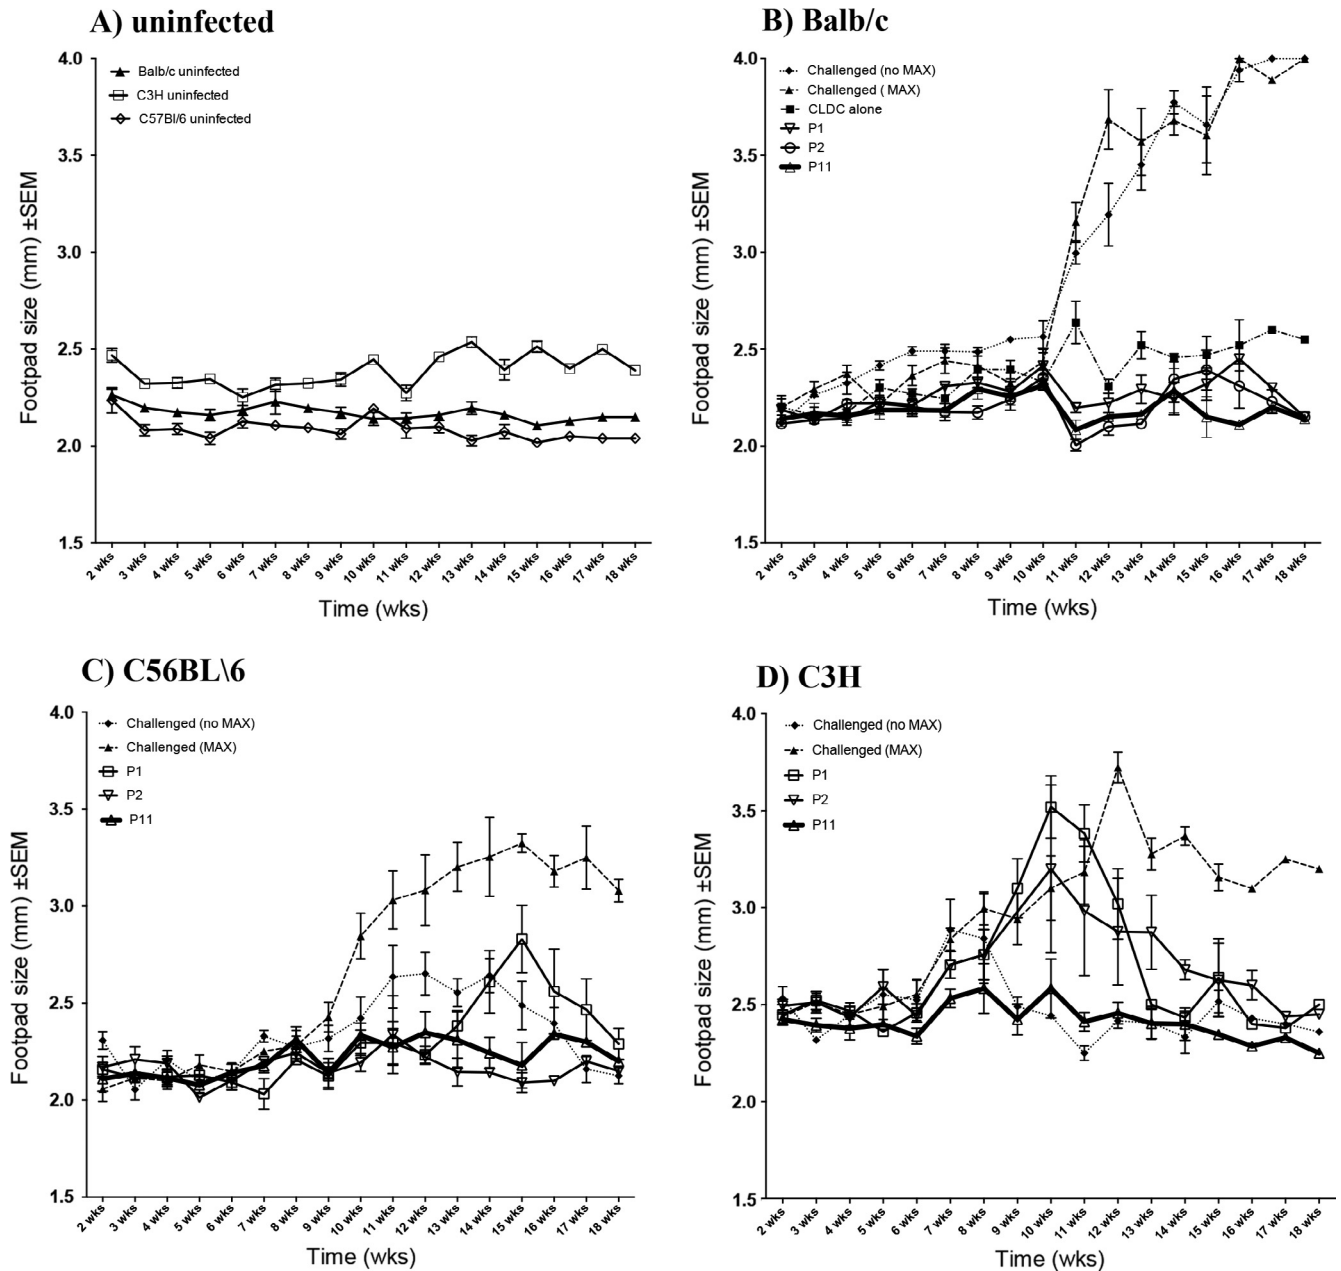 A) uninfected
Balb/c uninfected
C3H uninfected
C57Bl/6 uninfected
Footpad size (mm) ±SEM
4.0
3.5
3.0
2.5
2.0
1.5
2 wks
3 wks
4 wks
5 wks
6 wks
7 wks
8 wks
9 wks
10 wks
11 wks
12 wks
13 wks
14 wks
15 wks
16 wks
17 wks
18 wks
Time (wks)
B) Balb/c
Challenged (no MAX)
Challenged ( MAX)
CLDC alone
P1
P2
P11
Footpad size (mm) ±SEM
4.0
3.5
3.0
2.5
2.0
1.5
2 wks
3 wks
4 wks
5 wks
6 wks
7 wks
8 wks
9 wks
10 wks
11 wks
12 wks
13 wks
14 wks
15 wks
16 wks
17 wks
18 wks
Time (wks)
C) C56BL\6
Challenged (no MAX)
Challenged (MAX)
P1
P2
P11
Footpad size (mm) ±SEM
4.0
3.5
3.0
2.5
2.0
1.5
2 wks
3 wks
4 wks
5 wks
6 wks
7 wks
8 wks
9 wks
10 wks
11 wks
12 wks
13 wks
14 wks
15 wks
16 wks
17 wks
18 wks
Time (wks)
D) C3H
Challenged (no MAX)
Challenged (MAX)
P1
P2
P11
Footpad size (mm) ±SEM
4.0
3.5
3.0
2.5
2.0
1.5
2 wks
3 wks
4 wks
5 wks
6 wks
7 wks
8 wks
9 wks
10 wks
11 wks
12 wks
13 wks
14 wks
15 wks
16 wks
17 wks
18 wks
Time (wks)